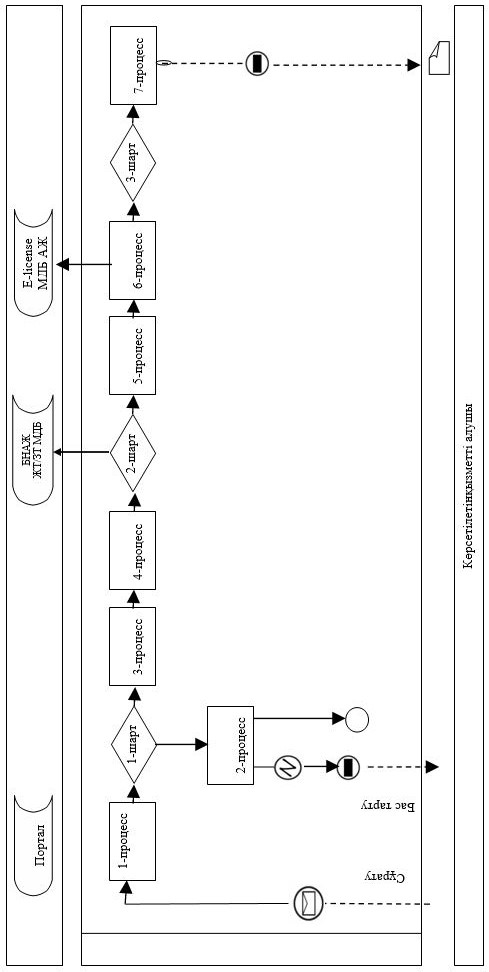 Портал
БНАЖ
ЖТ/ЗТ МДБ
E-license
МДБ АЖ
1-процесс
1-шарт
3-процесс
4-процесс
2-шарт
5-процесс
6-процесс
3-шарт
7-процесс
2-процесс
Сұрату
Бас тарту
Көрсетілетінқызметті алушы